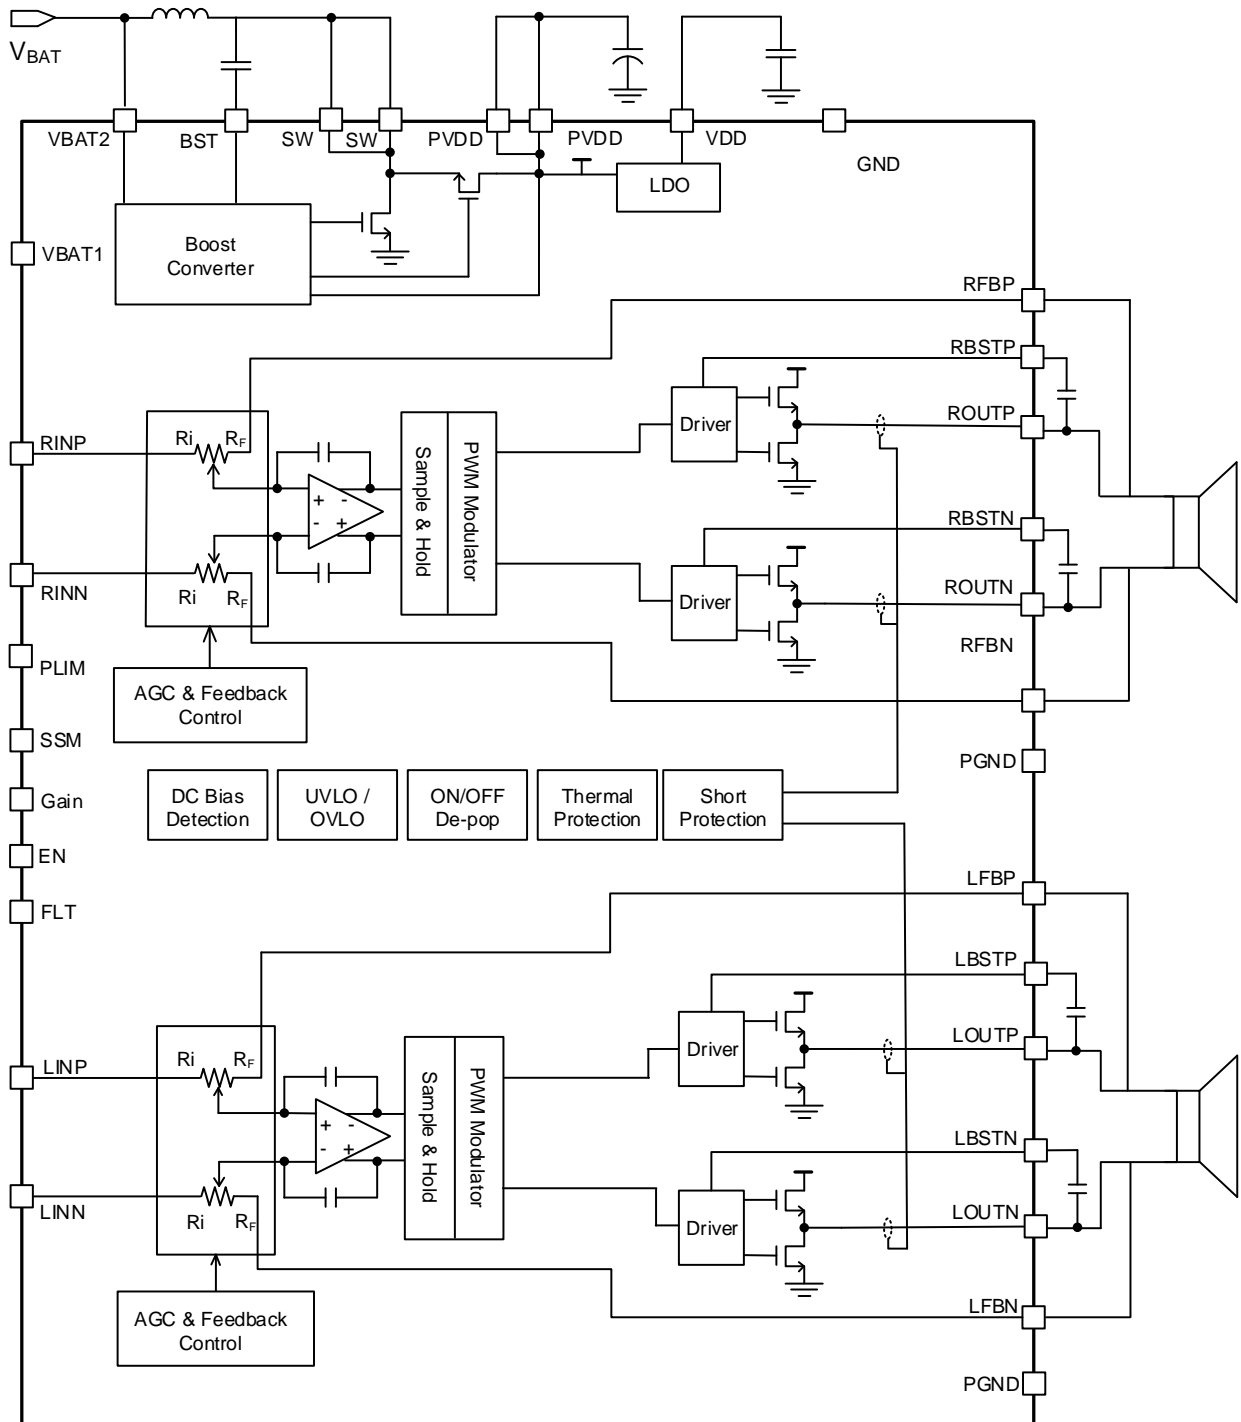 VBAT
VBAT2
BST
SW
SW
PVDD
PVDD
VDD
GND
LDO
Boost
Converter
VBAT1
RFBP
RBSTP
Driver
ROUTP
RINP
Ri
RF
+ -
- +
Sample & Hold
PWM Modulator
RBSTN
RINN
Ri
RF
Driver
ROUTN
RFBN
PLIM
AGC & Feedback
Control
SSM
PGND
Gain
DC Bias
Detection
UVLO /
OVLO
ON/OFF
De-pop
Thermal
Protection
Short
Protection
EN
LFBP
FLT
LBSTP
Driver
LOUTP
LINP
Ri
RF
+ -
- +
Sample & Hold
PWM Modulator
LBSTN
LINN
Ri
RF
Driver
LOUTN
AGC & Feedback
Control
LFBN
PGND